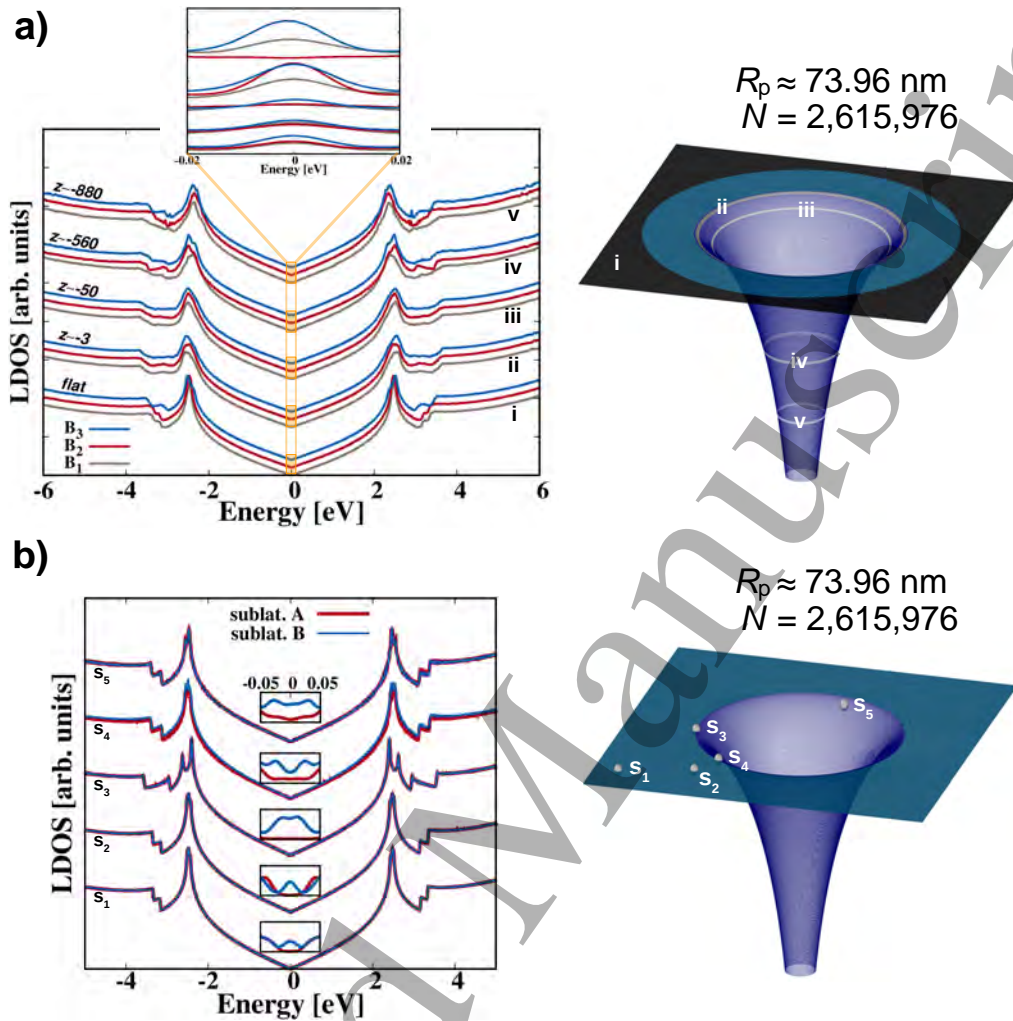 a)
-0.02 0 0.02
Energy [eV]
LDOS [arb. units]
z~-880
v
z~-560
iv
z~-50
iii
z~-3
ii
flat
i
B3
B2
B1
-6 -4 -2 0 2 4 6
Energy [eV]
Rp ≈ 73.96 nm
N = 2,615,976
ii
iii
i
iv
v
b)
LDOS [arb. units]
sublat. A
sublat. B
-0.05 0 0.05
S5
S4
S3
S2
S1
-4 -2 0 2 4
Energy [eV]
Rp ≈ 73.96 nm
N = 2,615,976
S5
S3
S4
S1
S2
Manuscri